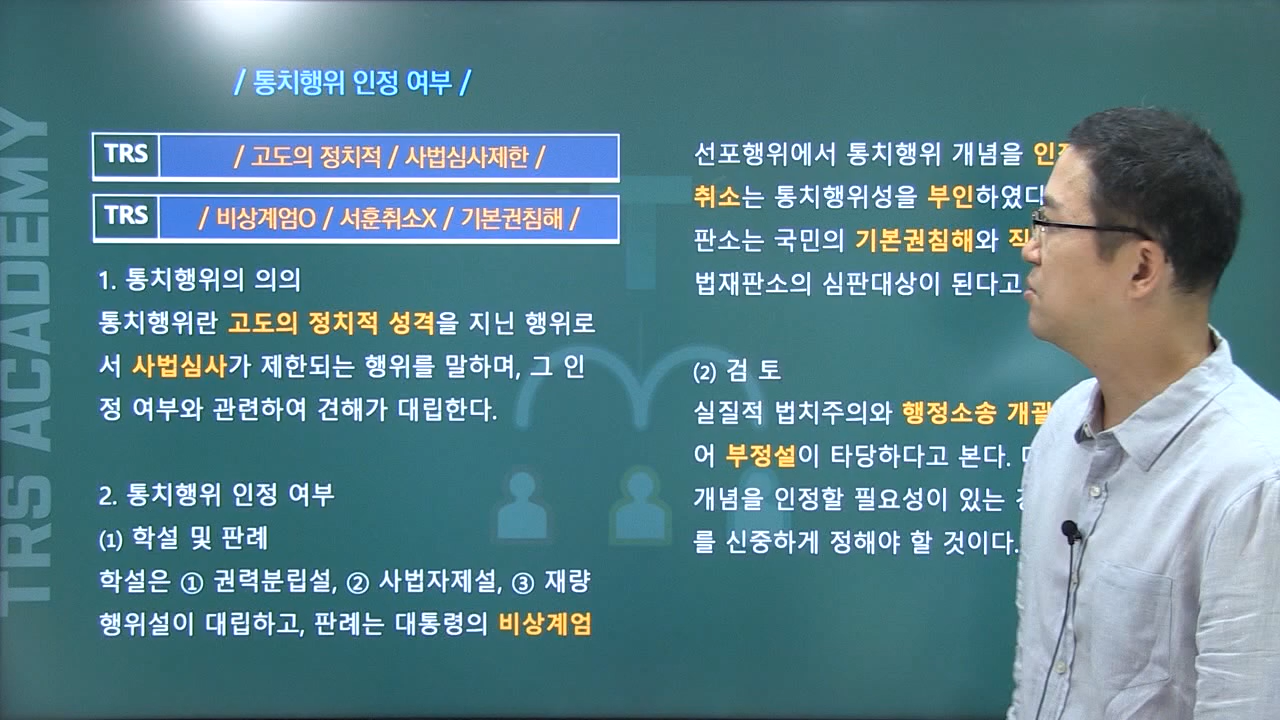 / 통치행위 인정 여부 /
TRS / 고도의 정치적 / 사법심사제한 /
TRS / 비상계엄O / 서훈취소X / 기본권침해 /
1. 통치행위의 의의
통치행위란 고도의 정치적 성격을 지닌 행위로
서 사법심사가 제한되는 행위를 말하며, 그 인
정 여부와 관련하여 견해가 대립한다.
2. 통치행위 인정 여부
(1) 학설 및 판례
학설은 ① 권력분립설, ② 사법자제설, ③ 재량
행위설이 대립하고, 판례는 대통령의 비상계엄
선포행위에서 통치행위 개념을
취소는 통치행위성을 부인하였다
판소는 국민의 기본권침해와
법재판소의 심판대상이 된다고
(2) 검 토
실질적 법치주의와 행정소송 개괄
어 부정설이 타당하다고 본다.
개념을 인정할 필요성이 있는
를 신중하게 정해야 할 것이다.
TRS ACADEMY